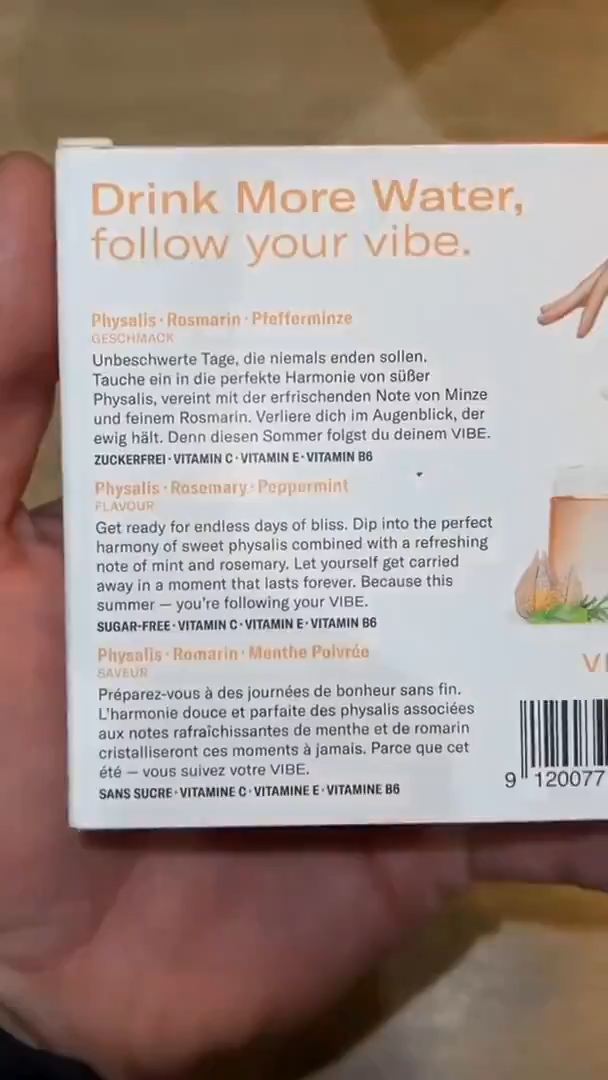 Drink More Water,
follow your vibe.
Physalis · Rosmarin · Pfefferminze
GESCHMACK
Unbeschwerte Tage, die niemals enden sollen.
Tauche ein in die perfekte Harmonie von süßer
Physalis, vereint mit der erfrischenden Note von Minze
und feinem Rosmarin. Verliere dich im Augenblick, der
ewig hält. Denn diesen Sommer folgst du deinem VIBE.
ZUCKERFREI · VITAMIN C · VITAMIN E · VITAMIN B6
Physalis · Rosemary · Peppermint
FLAVOUR
Get ready for endless days of bliss. Dip into the perfect
harmony of sweet physalis combined with a refreshing
note of mint and rosemary. Let yourself get carried
away in a moment that lasts forever. Because this
summer — you're following your VIBE.
SUGAR-FREE · VITAMIN C · VITAMIN E · VITAMIN B6
Physalis · Romarin · Menthe Poivrée
SAVEUR
Préparez-vous à des journées de bonheur sans fin.
L'harmonie douce et parfaite des physalis associées
aux notes rafraîchissantes de menthe et de romarin
cristalliseront ces moments à jamais. Parce que cet
été — vous suivez votre VIBE.
SANS SUCRE · VITAMINE C · VITAMINE E · VITAMINE B6
9 120077